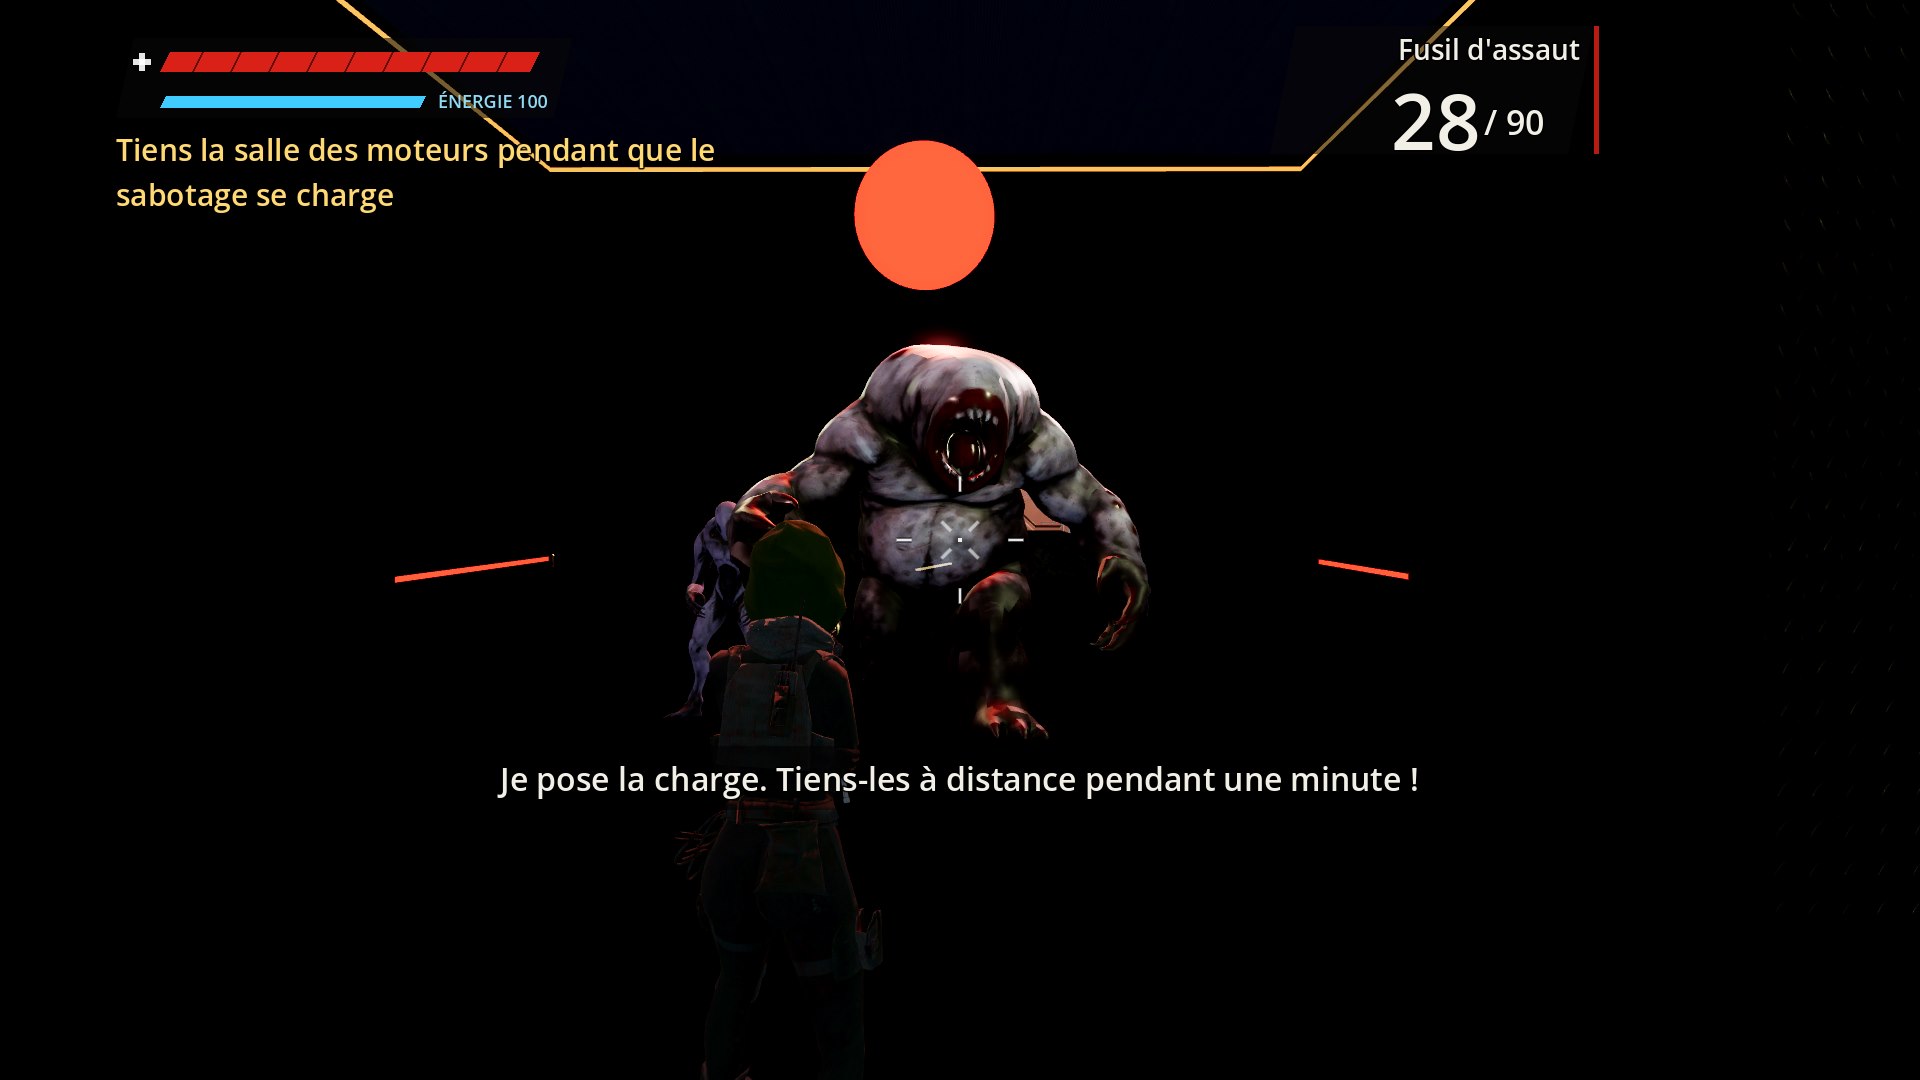 ÉNERGIE 100
Tiens la salle des moteurs pendant que le
sabotage se charge
Fusil d'assaut
28 / 90
Je pose la charge. Tiens-les à distance pendant une minute !